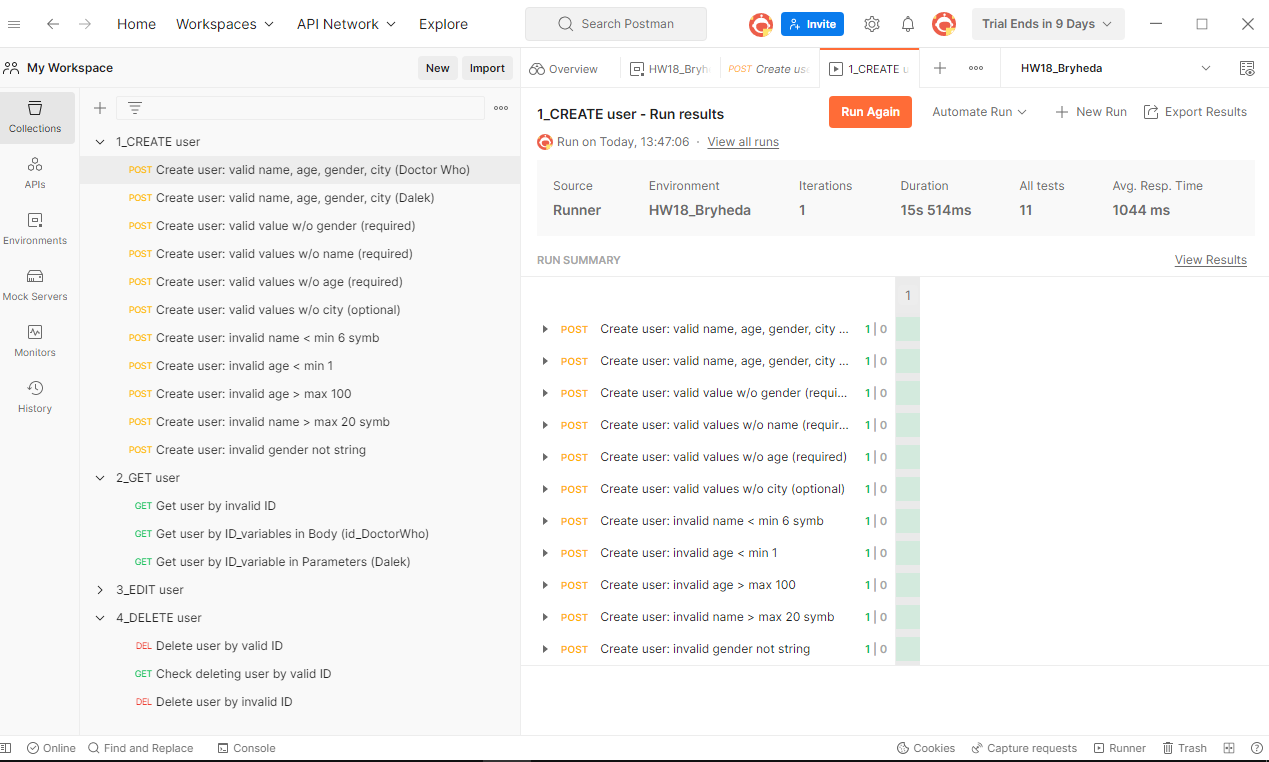 Home Workspaces API Network Explore Search Postman Invite Trial Ends in 9 Days
My Workspace New Import Overview HW18_Bryh POST Create us 1_CREATE u HW18_Bryheda
Collections
APIs
Environments
Mock Servers
Monitors
History
1_CREATE user
POST Create user: valid name, age, gender, city (Doctor Who)
POST Create user: valid name, age, gender, city (Dalek)
POST Create user: valid value w/o gender (required)
POST Create user: valid values w/o name (required)
POST Create user: valid values w/o age (required)
POST Create user: valid values w/o city (optional)
POST Create user: invalid name < min 6 symb
POST Create user: invalid age < min 1
POST Create user: invalid age > max 100
POST Create user: invalid name > max 20 symb
POST Create user: invalid gender not string
2_GET user
GET Get user by invalid ID
GET Get user by ID_variables in Body (id_DoctorWho)
GET Get user by ID_variable in Parameters (Dalek)
3_EDIT user
4_DELETE user
DEL Delete user by valid ID
GET Check deleting user by valid ID
DEL Delete user by invalid ID
1_CREATE user - Run results Run Again Automate Run New Run Export Results
Run on Today, 13:47:06 · View all runs
Source Environment Iterations Duration All tests Avg. Resp. Time
Runner HW18_Bryheda 1 15s 514ms 11 1044 ms
RUN SUMMARY View Results
1
POST Create user: valid name, age, gender, city ... 1 | 0
POST Create user: valid name, age, gender, city ... 1 | 0
POST Create user: valid value w/o gender (requi... 1 | 0
POST Create user: valid values w/o name (requir... 1 | 0
POST Create user: valid values w/o age (required) 1 | 0
POST Create user: valid values w/o city (optional) 1 | 0
POST Create user: invalid name < min 6 symb 1 | 0
POST Create user: invalid age < min 1 1 | 0
POST Create user: invalid age > max 100 1 | 0
POST Create user: invalid name > max 20 symb 1 | 0
POST Create user: invalid gender not string 1 | 0
Online Find and Replace Console Cookies Capture requests Runner Trash